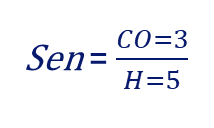 Sen = CO=3
H=5